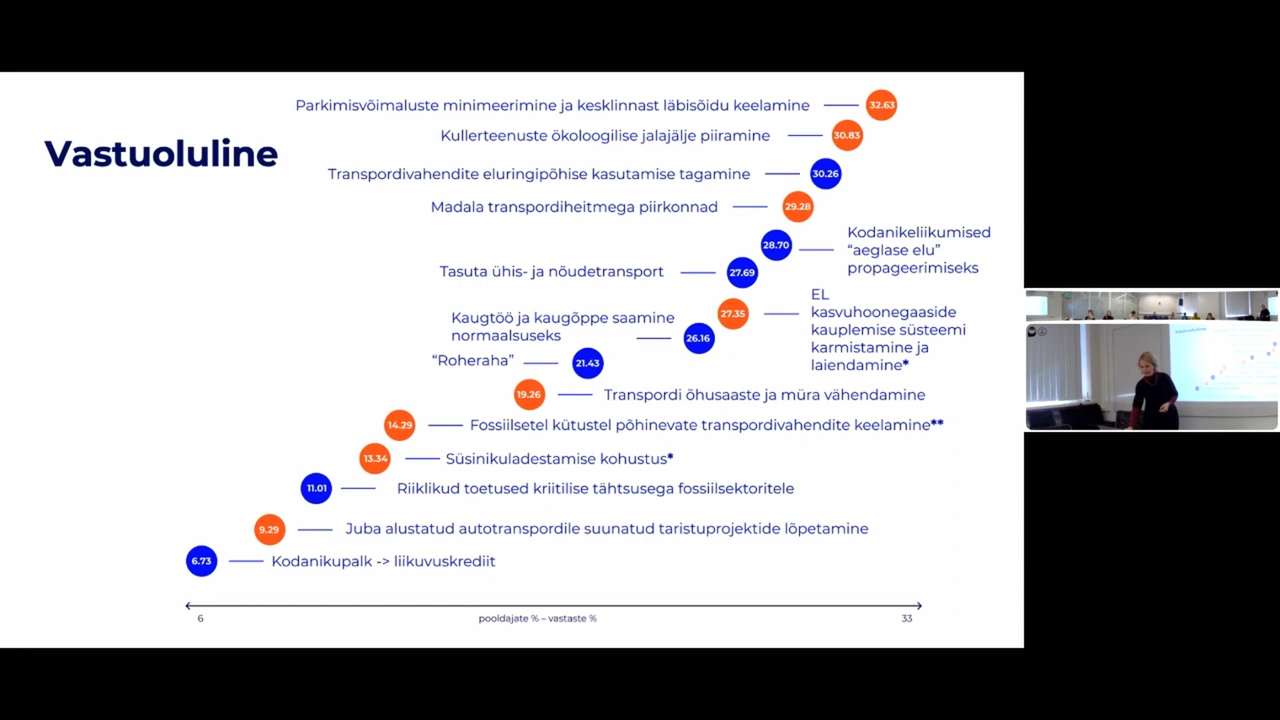 Vastuoluline
Parkimisvõimaluste minimeerimine ja kesklinnast läbisõidu keelamine
32.63
Kullerteenuste ökoloogilise jalajälje piiramine
30.83
Transpordivahendite eluringipõhise kasutamise tagamine
30.26
Madala transpordiheitmega piirkonnad
29.28
28.70
Kodanikeliikumised
“aeglase elu”
propageerimiseks
Tasuta ühis- ja nõudetransport
27.69
27.35
EL
kasvuhoonegaaside
kauplemise süsteemi
karmistamine ja
laiendamine*
Kaugtöö ja kaugõppe saamine
normaalsuseks
26.16
“Roheraha”
21.43
19.26
Transpordi õhusaaste ja müra vähendamine
14.29
Fossiilsetel kütustel põhinevate transpordivahendite keelamine**
13.34
Süsinikuladestamise kohustus*
11.01
Riiklikud toetused kriitilise tähtsusega fossiilsektoritele
9.29
Juba alustatud autotranspordile suunatud taristuprojektide lõpetamine
6.73
Kodanikupalk -> liikuvuskrediit
6
pooldajate % – vastaste %
33
Vastuoluline